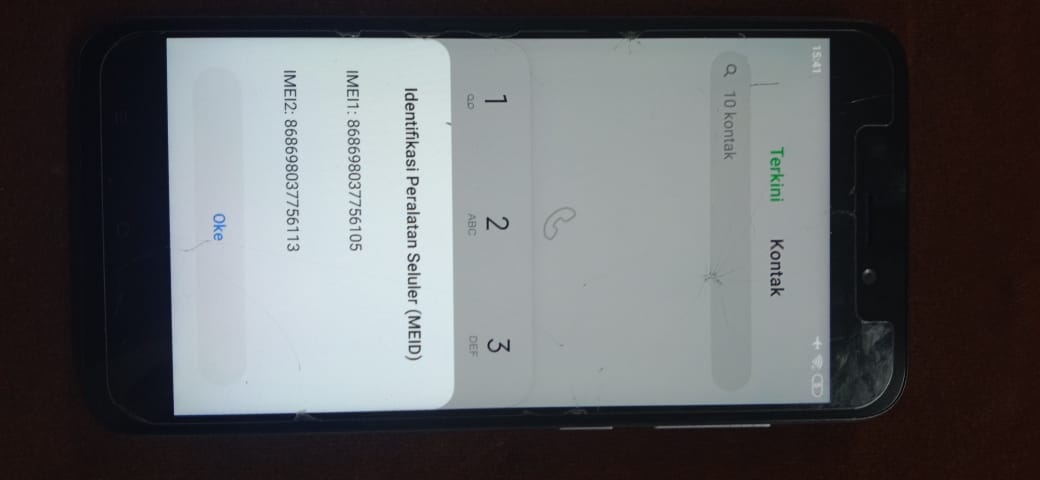 15:41
Terkini Kontak
10 kontak
1 2 3
ABC DEF
Identifikasi Peralatan Seluler (MEID)
IMEI1: 868698037756105
IMEI2: 868698037756113
Oke